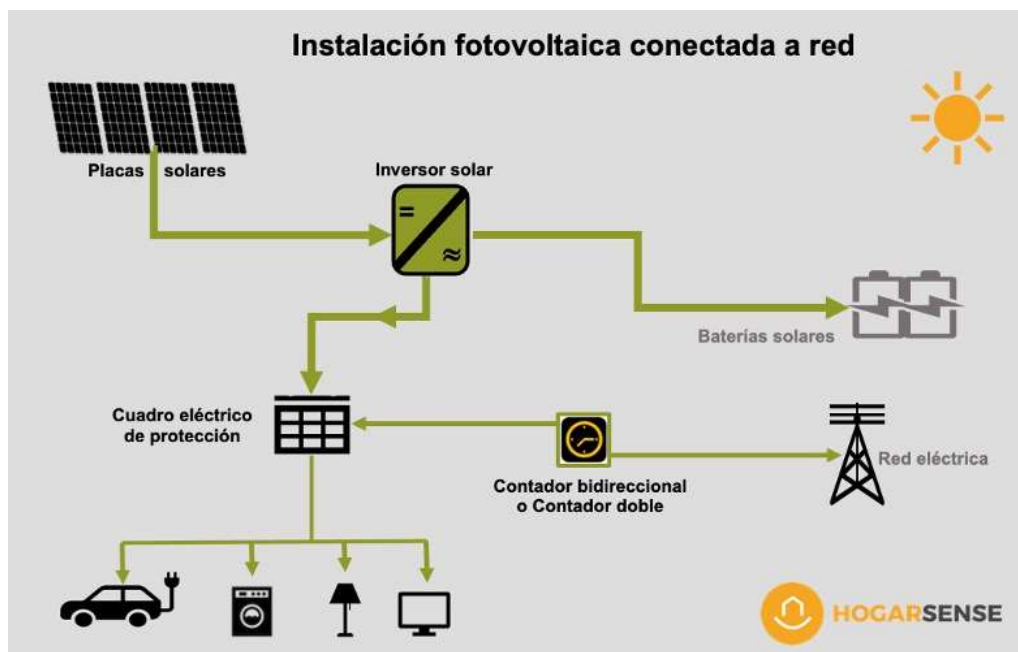 Instalación fotovoltaica conectada a red
Placas solares
Inversor solar
Baterías solares
Cuadro eléctrico
de protección
Contador bidireccional
o Contador doble
Red eléctrica
HOGARSENSE